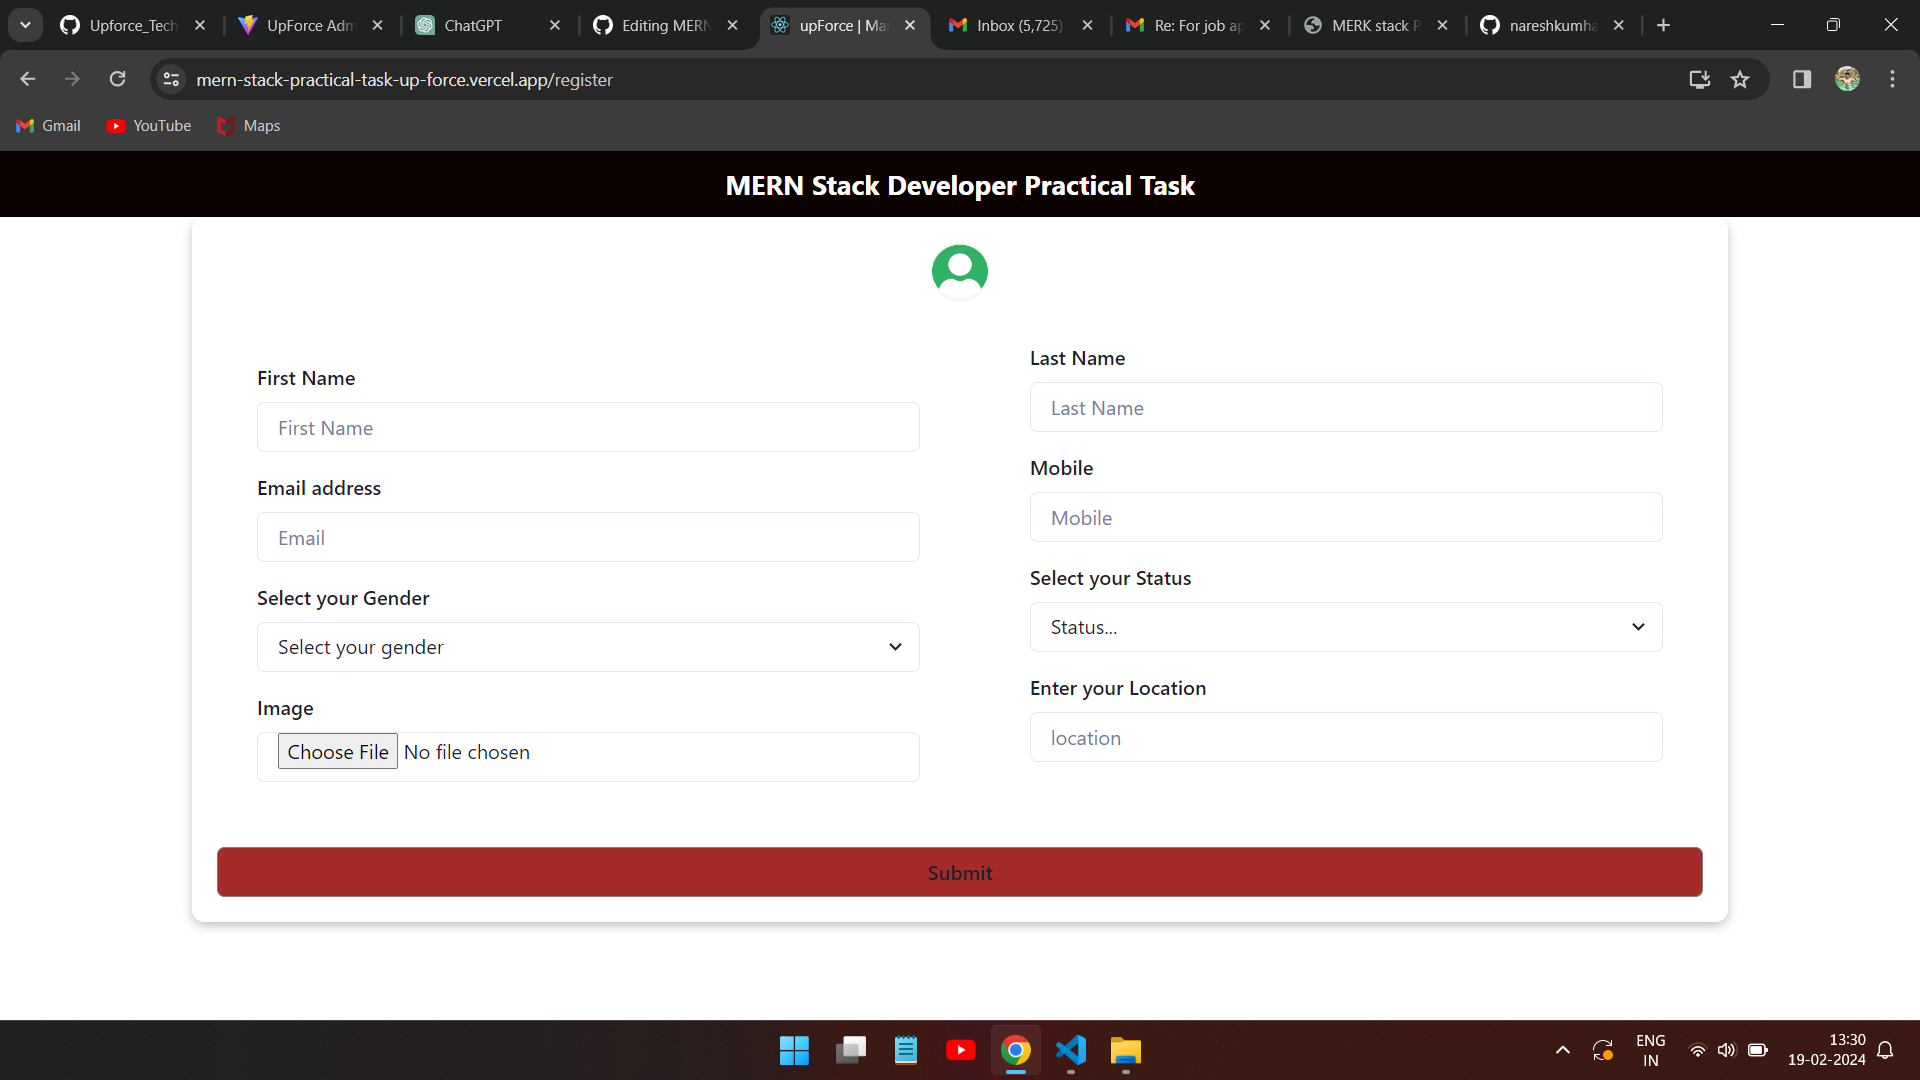 Upforce_Tech
UpForce Adm
ChatGPT
Editing MERN
upForce | Ma
Inbox (5,725)
Re: For job ap
MERK stack P
nareshkumha
mern-stack-practical-task-up-force.vercel.app/register
Gmail
YouTube
Maps
MERN Stack Developer Practical Task
First Name
First Name
Email address
Email
Select your Gender
Select your gender
Image
Choose File No file chosen
Last Name
Last Name
Mobile
Mobile
Select your Status
Status...
Enter your Location
location
Submit
ENG
IN
13:30
19-02-2024